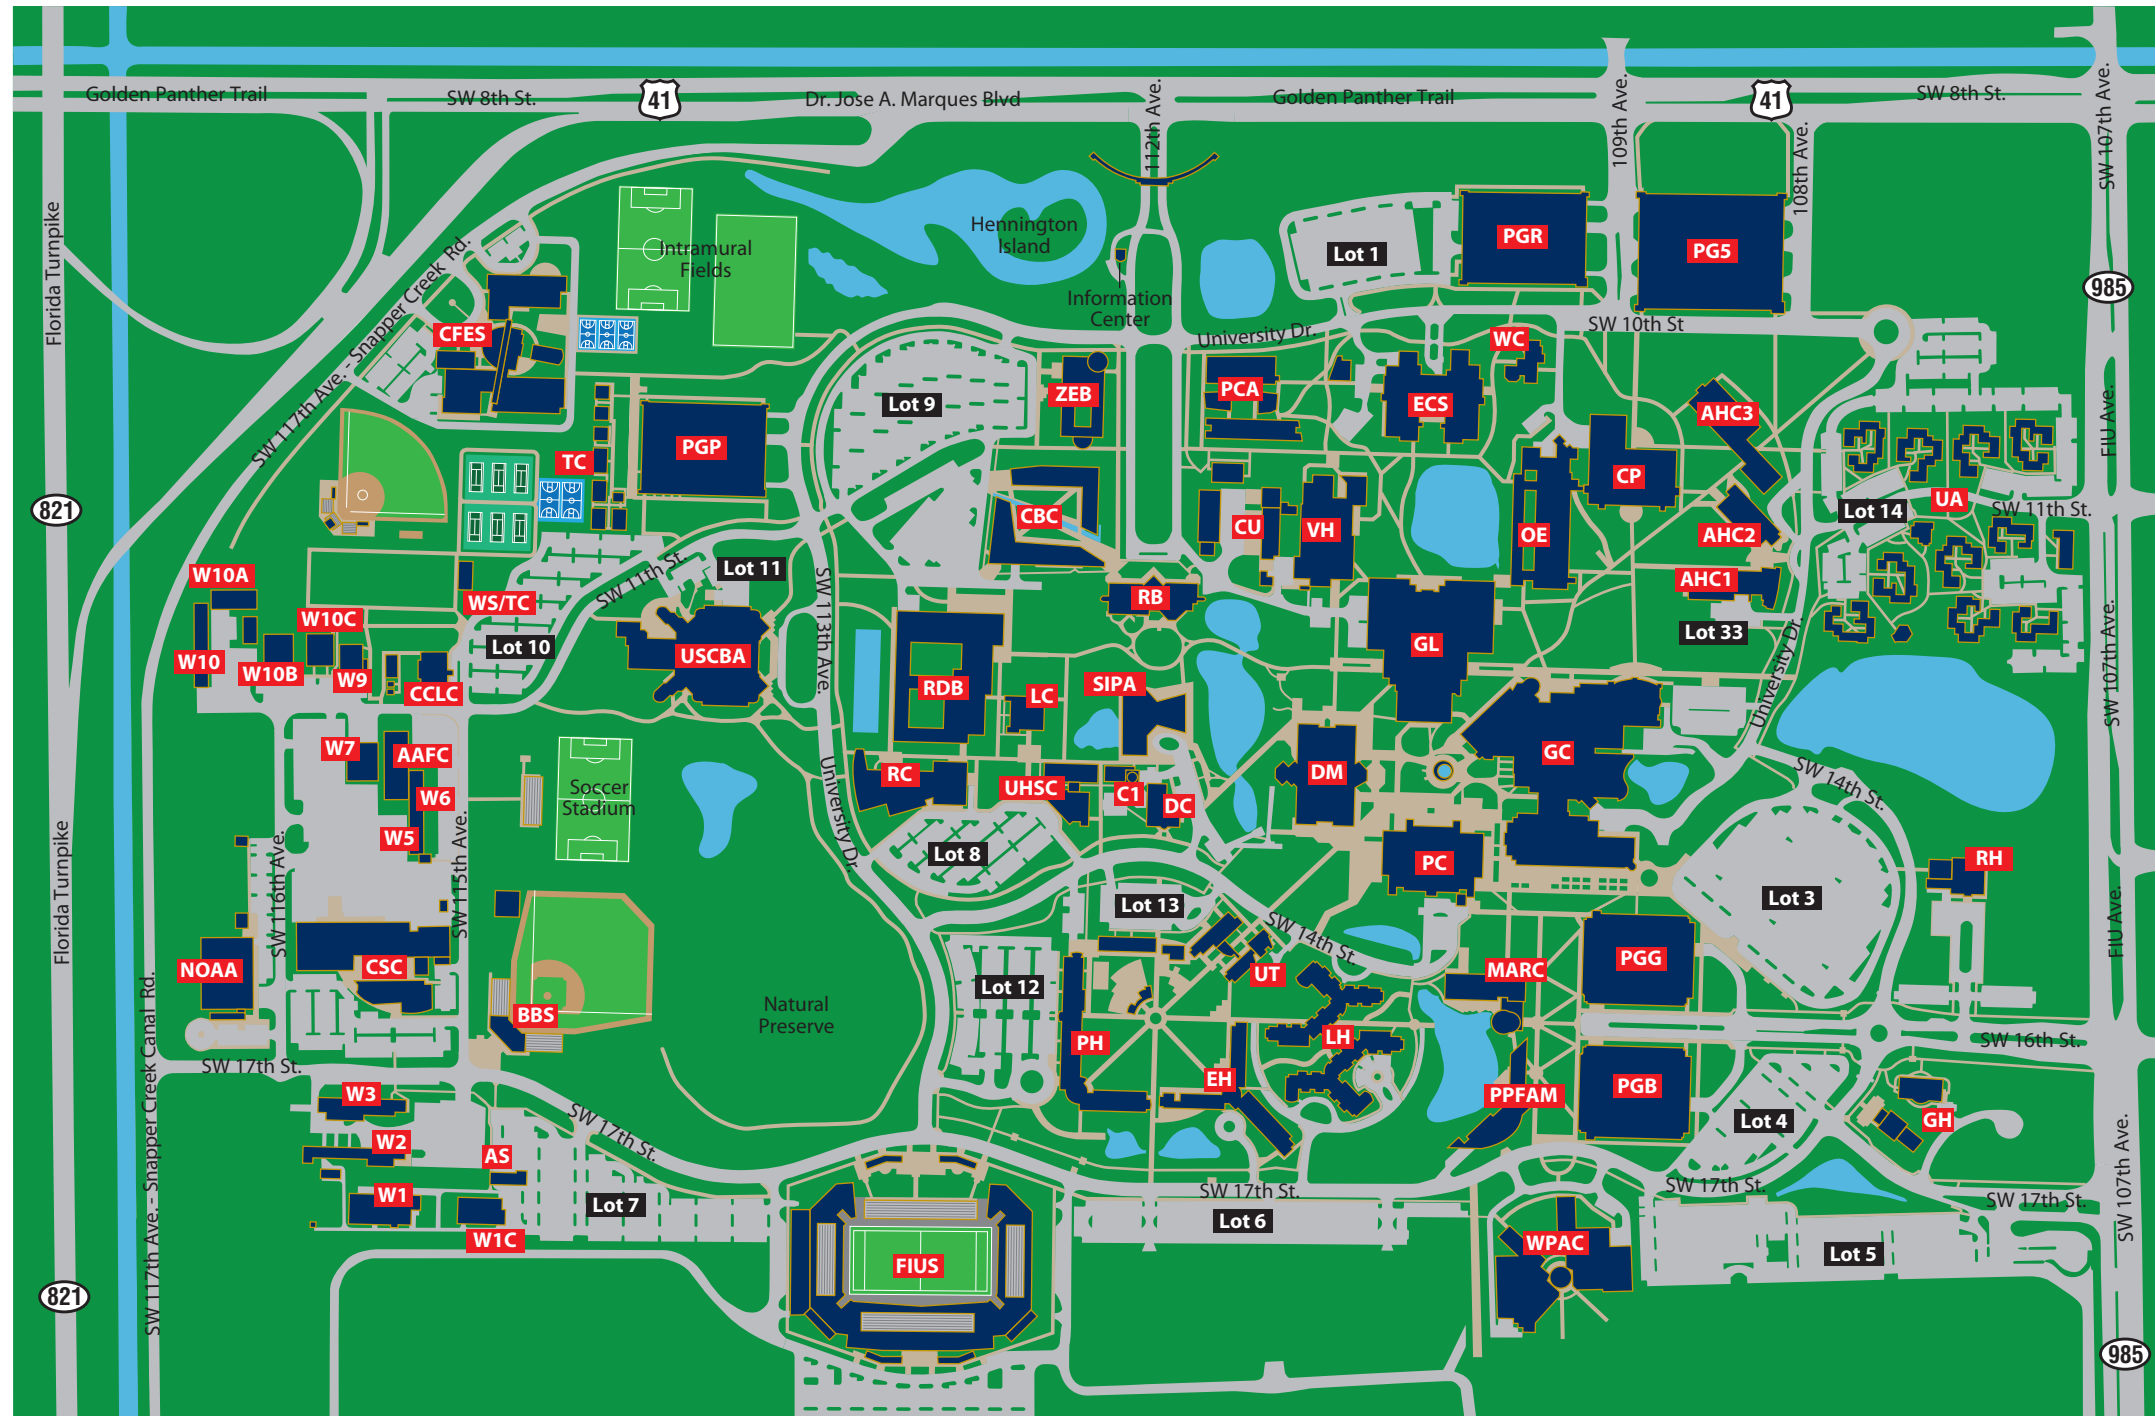 Golden Panther Trail
SW 8th St.
41
Dr. Jose A. Marques Blvd
112th Ave.
Golden Panther Trail
109th Ave.
41
108th Ave.
SW 8th St.
SW 107th Ave.
Florida Turnpike
SW 117th Ave. - Snapper Creek Rd.
Intramural
Fields
Hennington
Island
Information
Center
Lot 1
PGR
PG5
985
CFES
University Dr.
WC
SW 10th St
Lot 9
ZEB
PCA
ECS
AHC3
FIU Ave.
PGP
TC
CP
821
CBC
CU
VH
OE
AHC2
Lot 14
UA
SW 11th St.
W10A
WS/TC
SW 11th St.
Lot 11
SW 113th Ave.
RB
AHC1
W10C
Lot 10
USCBA
GL
Lot 33
University Dr.
SW 107th Ave.
W10
W10B
W9
CCLC
RDB
LC
SIPA
W7
AAFC
W6
W5
Soccer
Stadium
University Dr.
RC
UHSC
C1
DC
DM
GC
SW 14th St.
Florida Turnpike
SW 116th Ave.
SW 115th Ave.
Lot 8
PC
RH
Lot 13
SW 14th St.
Lot 3
FIU Ave.
NOAA
CSC
BBS
Natural
Preserve
Lot 12
UT
MARC
PGG
PH
LH
SW 16th St.
SW 17th St.
EH
PPFAM
PGB
W3
SW 17th St.
Lot 4
GH
W2
AS
W1
Lot 7
SW 17th St.
Lot 6
SW 17th St.
SW 17th St.
SW 107th Ave.
W1C
FIUS
WPAC
Lot 5
821
SW 117th Ave. - Snapper Creek Canal Rd.
985